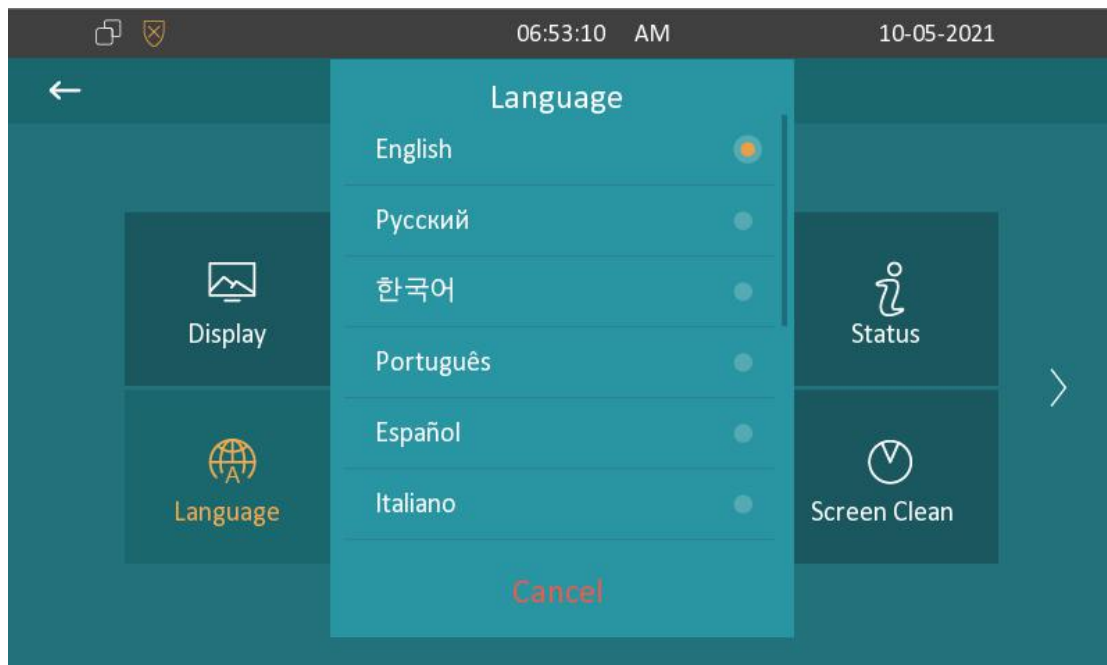 06:53:10 AM 10-05-2021
Language
English
Русский
한국어
Português
Español
Italiano
Cancel
Display
Status
Language
A
Screen Clean